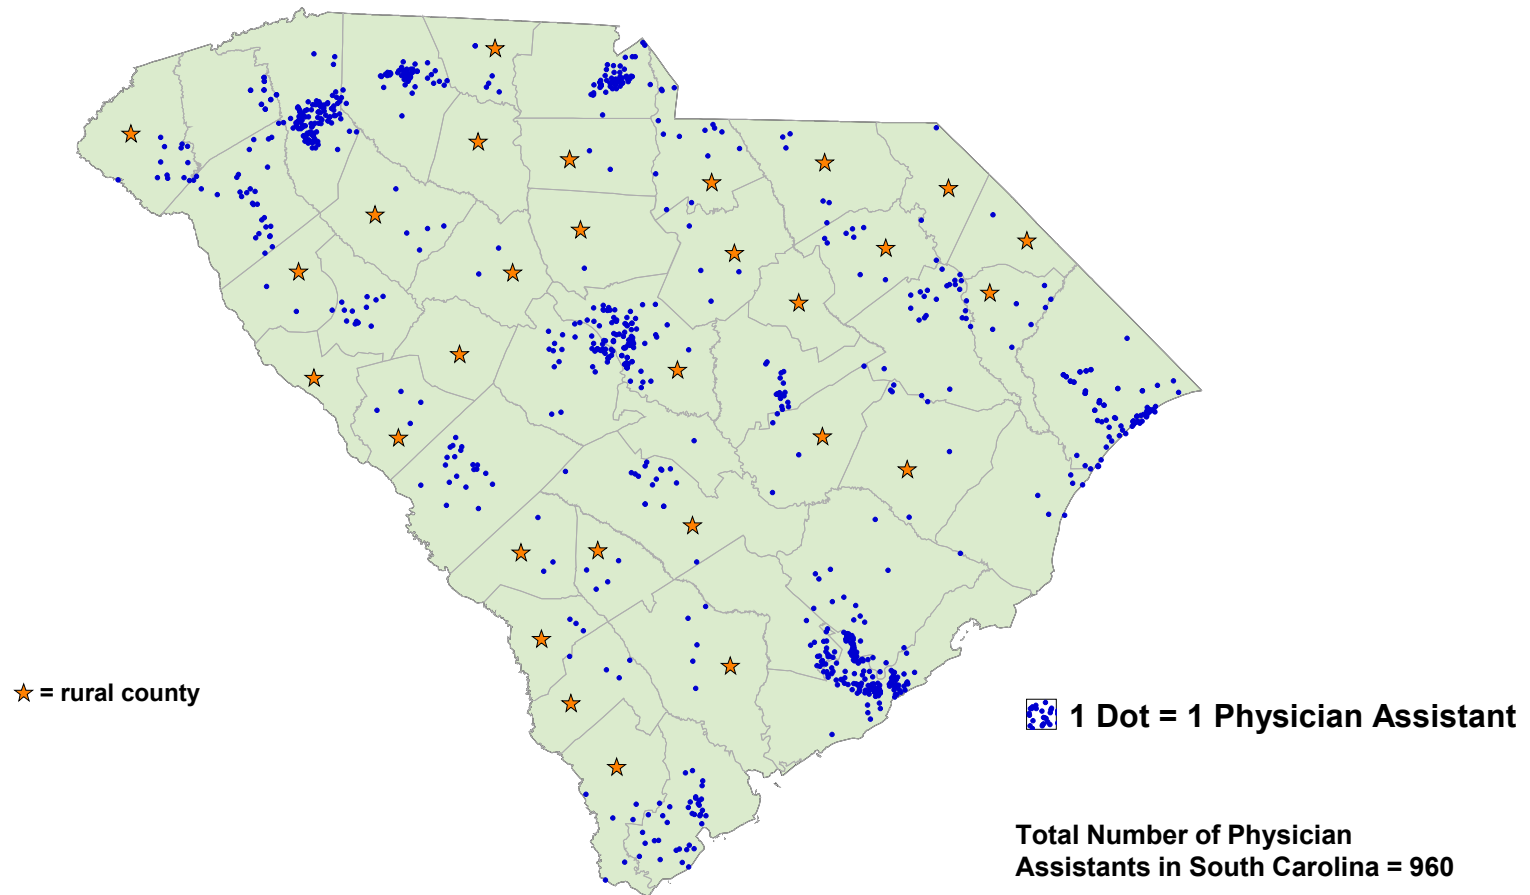 = rural county
1 Dot = 1 Physician Assistant
Total Number of Physician
Assistants in South Carolina = 960